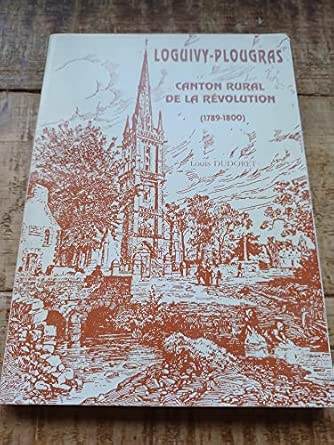 LOGUIVY-PLOUGRAS
CANTON RURAL
DE LA RÉVOLUTION
(1789-1800)
Louis DUDORET